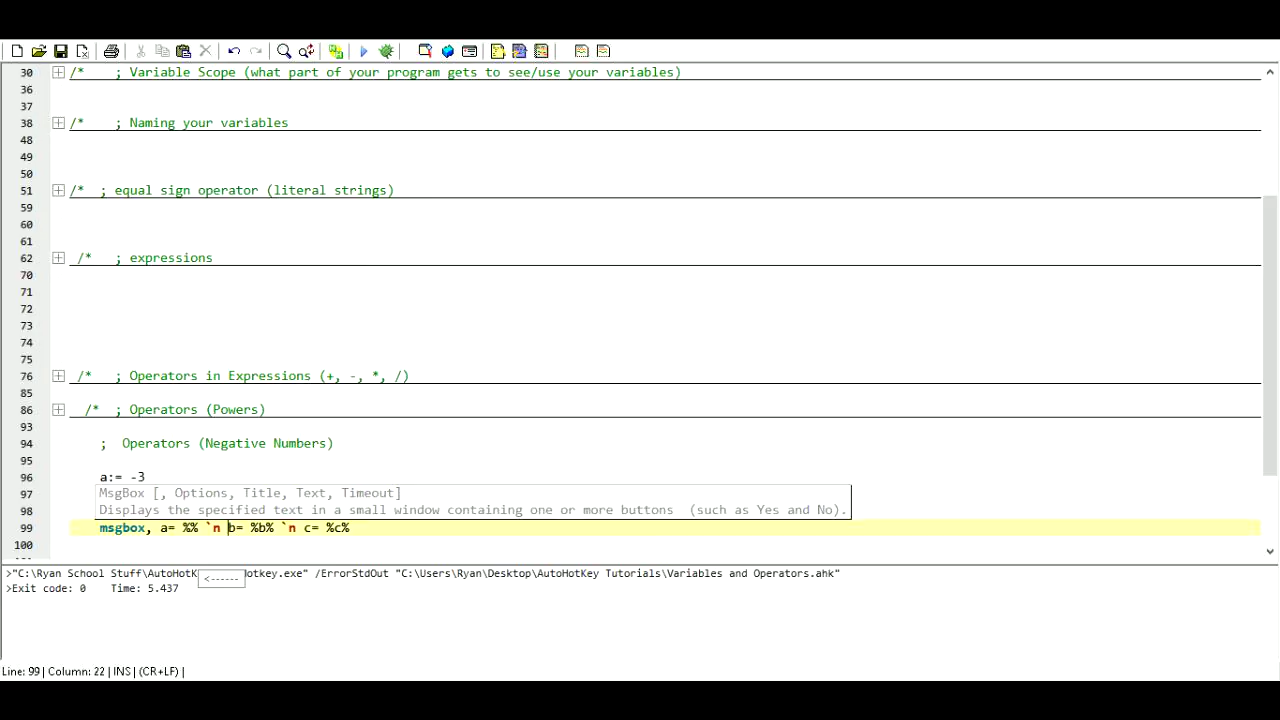 30 /* ; Variable Scope (what part of your program gets to see/use your variables)
36
37
38 /* ; Naming your variables
48
49
50
51 /* ; equal sign operator (literal strings)
59
60
61
62 /* ; expressions
70
71
72
73
74
75
76 /* ; Operators in Expressions (+, -, *, /)
85
86 /* ; Operators (Powers)
93
94 ; Operators (Negative Numbers)
95
96 a:= -3
97 MsgBox [, Options, Title, Text, Timeout]
98 Displays the specified text in a small window containing one or more buttons (such as Yes and No).
99 msgbox, a= %% `n b= %b% `n c= %c%
100
>"C:\Ryan School Stuff\AutoHotK hotkey.exe" /ErrorStdOut "C:\Users\Ryan\Desktop\AutoHotKey Tutorials\Variables and Operators.ahk"
<------
>Exit code: 0 Time: 5.437
Line: 99 | Column: 22 | INS | (CR+LF) |